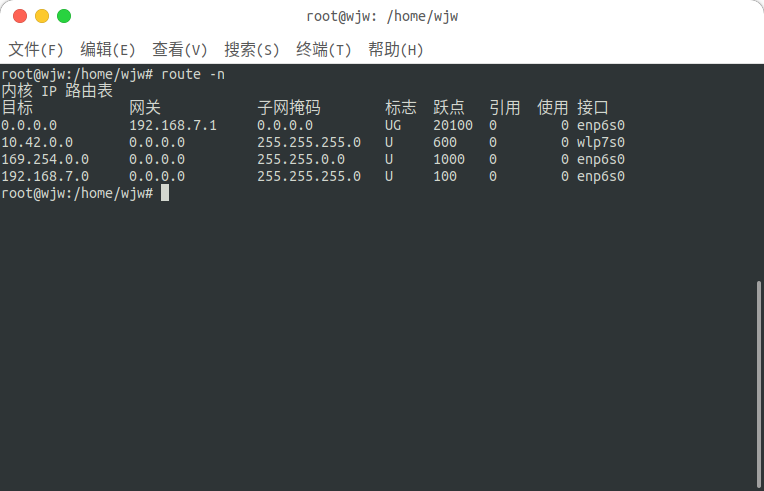 root@wjw: /home/wjw
文件(F) 编辑(E) 查看(V) 搜索(S) 终端(T) 帮助(H)
root@wjw:/home/wjw# route -n
内核 IP 路由表
目标 网关 子网掩码 标志 跃点 引用 使用 接口
0.0.0.0 192.168.7.1 0.0.0.0 UG 20100 0 0 enp6s0
10.42.0.0 0.0.0.0 255.255.255.0 U 600 0 0 wlp7s0
169.254.0.0 0.0.0.0 255.255.0.0 U 1000 0 0 enp6s0
192.168.7.0 0.0.0.0 255.255.255.0 U 100 0 0 enp6s0
root@wjw:/home/wjw#